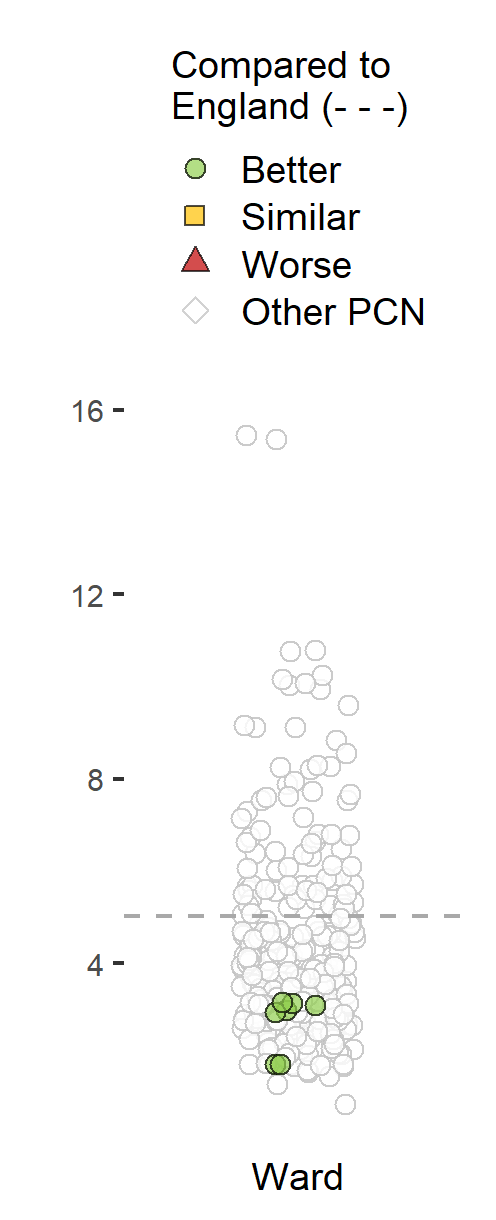 Compared to
England (- - -)
Better
Similar
Worse
Other PCN
16
12
8
4
Ward